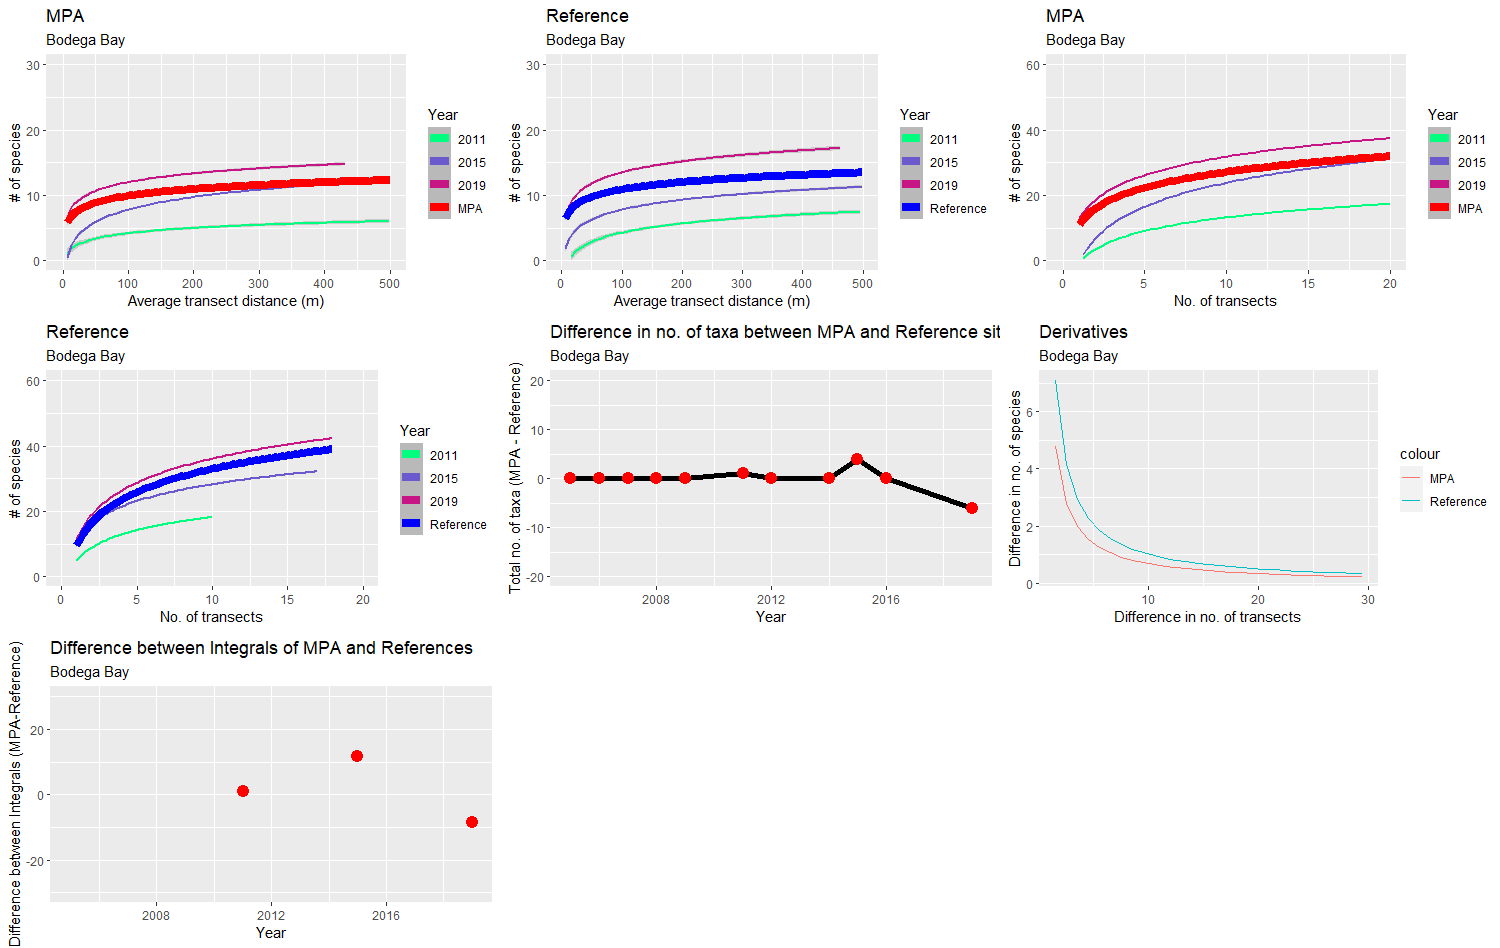 MPA
Bodega Bay
# of species
30
20
10
0
0 100 200 300 400 500
Average transect distance (m)
Year
2011
2015
2019
MPA
Reference
Bodega Bay
# of species
30
20
10
0
0 100 200 300 400 500
Average transect distance (m)
Year
2011
2015
2019
Reference
MPA
Bodega Bay
# of species
60
40
20
0
0 5 10 15 20
No. of transects
Year
2011
2015
2019
MPA
Reference
Bodega Bay
# of species
60
40
20
0
0 5 10 15 20
No. of transects
Year
2011
2015
2019
Reference
Difference in no. of taxa between MPA and Reference sit
Bodega Bay
Total no. of taxa (MPA - Reference)
20
10
0
-10
-20
2008 2012 2016
Year
Derivatives
Bodega Bay
Difference in no. of species
6
4
2
0
10 20 30
Difference in no. of transects
colour
MPA
Reference
Difference between Integrals of MPA and References
Bodega Bay
Difference between Integrals (MPA-Reference)
20
0
-20
2008 2012 2016
Year